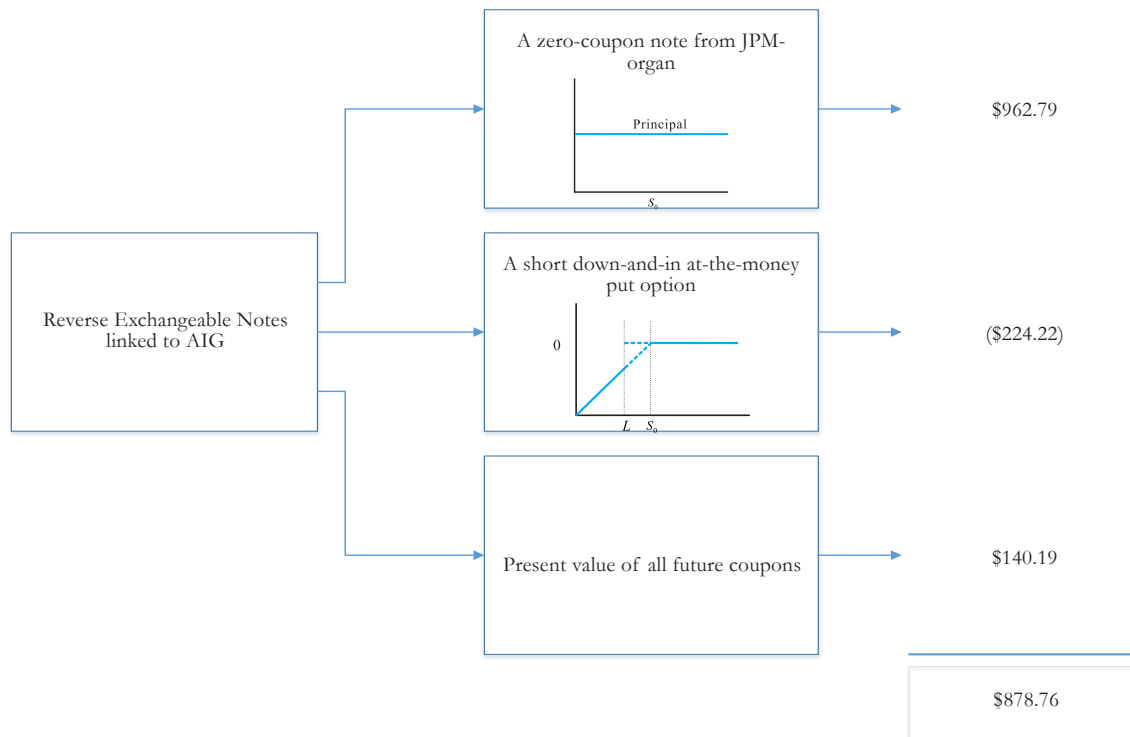 A zero-coupon note from JPM-
organ
Principal
S₀
$962.79
Reverse Exchangeable Notes
linked to AIG
A short down-and-in at-the-money
put option
0
L S₀
($224.22)
Present value of all future coupons
$140.19
$878.76